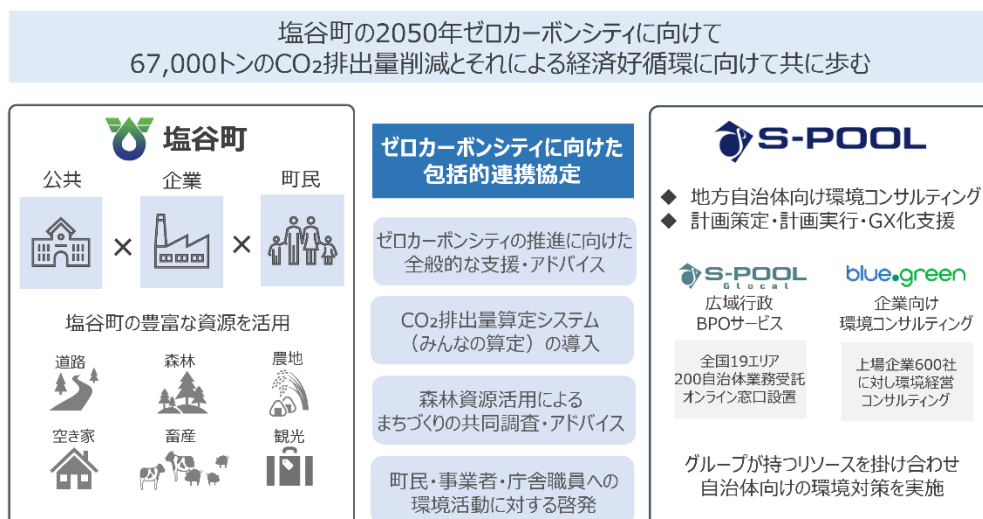 塩谷町の2050年ゼロカーボンシティに向けて
67,000トンのCO₂排出量削減とそれによる経済好循環に向けて共に歩む
塩谷町
公共
企業
町民
×
×
塩谷町の豊富な資源を活用
道路
森林
農地
空き家
畜産
観光
ゼロカーボンシティに向けた
包括的連携協定
ゼロカーボンシティの推進に向けた
全般的な支援・アドバイス
CO₂排出量算定システム
（みんなの算定）の導入
森林資源活用による
まちづくりの共同調査・アドバイス
町民・事業者・庁舎職員への
環境活動に対する啓発
S-POOL
◆ 地方自治体向け環境コンサルティング
◆ 計画策定・計画実行・GX化支援
S-POOL
Glocal
広域行政
BPOサービス
全国19エリア
200自治体業務受託
オンライン窓口設置
blue.green
企業向け
環境コンサルティング
上場企業600社
に対し環境経営
コンサルティング
グループが持つリソースを掛け合わせ
自治体向けの環境対策を実施